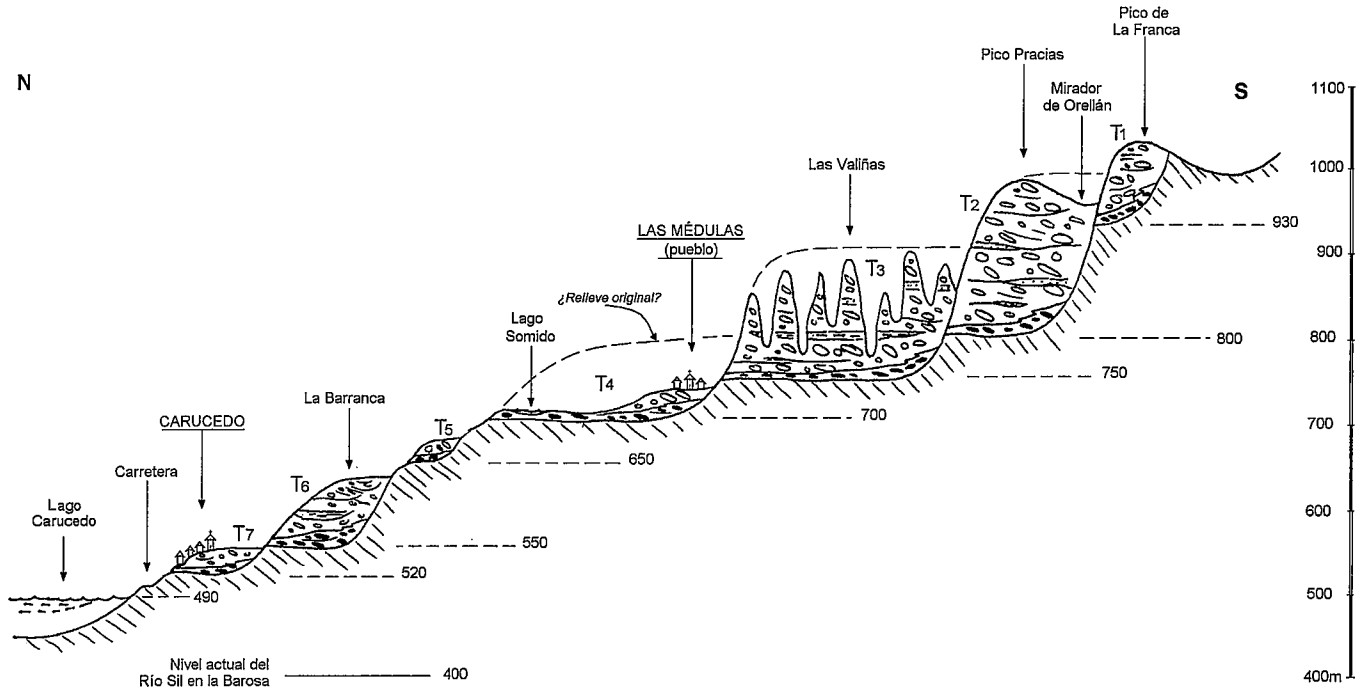 N
S
Pico de
La Franca
Pico Pracias
Mirador
de Orellán
T1
Las Valiñas
T2
LAS MÉDULAS
(pueblo)
T3
¿Relieve original?
Lago
Somido
T4
La Barranca
CARUCEDO
T5
Carretera
T6
Lago
Carucedo
T7
930
800
750
700
650
550
520
490
Nivel actual del
Río Sil en la Barosa
400
1100
1000
900
800
700
600
500
400m